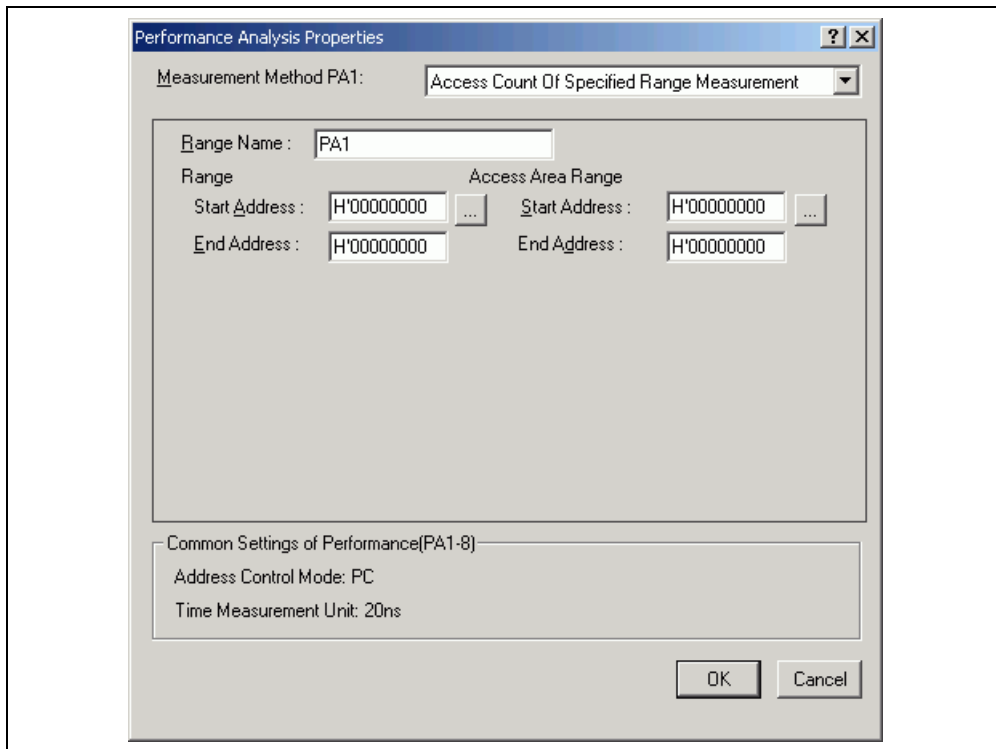 Performance Analysis Properties
Measurement Method PA1: Access Count Of Specified Range Measurement
Range Name : PA1
Range Access Area Range
Start Address : H'00000000 ... Start Address : H'00000000 ...
End Address : H'00000000 End Address : H'00000000
Common Settings of Performance(PA1-8)
Address Control Mode: PC
Time Measurement Unit: 20ns
OK Cancel